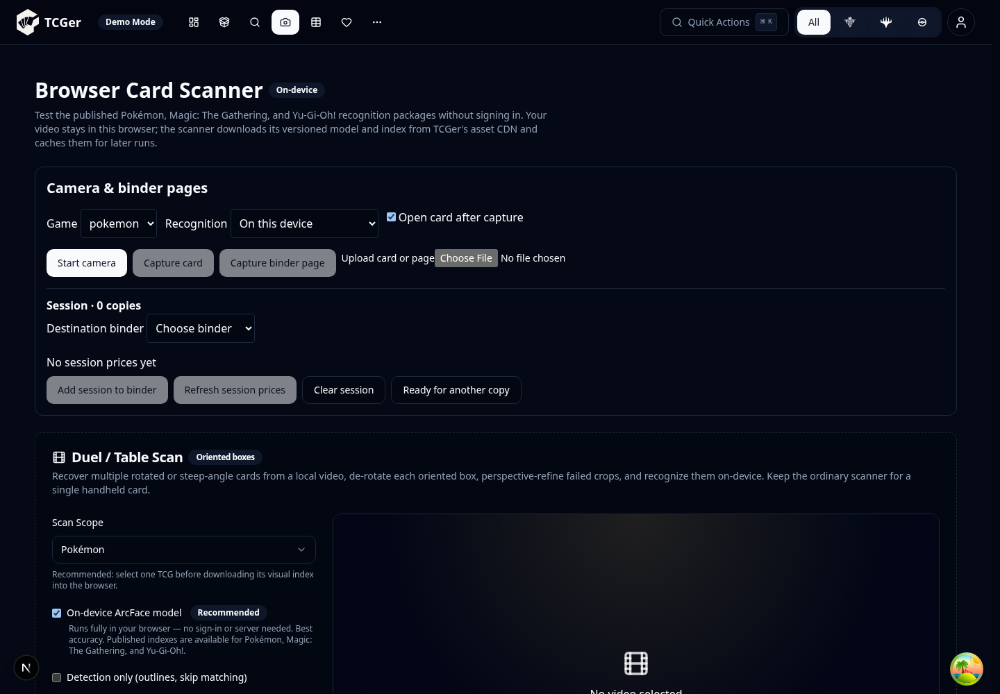 TCGer
Demo Mode
Quick Actions
⌘ K
All
Browser Card Scanner
On-device
Test the published Pokémon, Magic: The Gathering, and Yu-Gi-Oh! recognition packages without signing in. Your
video stays in this browser; the scanner downloads its versioned model and index from TCGer's asset CDN and
caches them for later runs.
Camera & binder pages
Game
pokemon
Recognition
On this device
Open card after capture
Start camera
Capture card
Capture binder page
Upload card or page
Choose File
No file chosen
Session · 0 copies
Destination binder
Choose binder
No session prices yet
Add session to binder
Refresh session prices
Clear session
Ready for another copy
Duel / Table Scan
Oriented boxes
Recover multiple rotated or steep-angle cards from a local video, de-rotate each oriented box, perspective-refine failed crops, and recognize them on-device. Keep the ordinary scanner for a
single handheld card.
Scan Scope
Pokémon
Recommended: select one TCG before downloading its visual index
into the browser.
On-device ArcFace model
Recommended
Runs fully in your browser — no sign-in or server needed. Best
accuracy. Published indexes are available for Pokémon, Magic:
The Gathering, and Yu-Gi-Oh!.
Detection only (outlines, skip matching)
No video selected
N